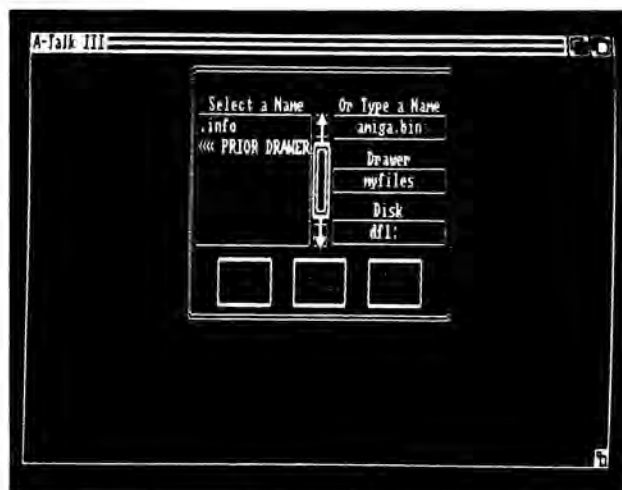 A-Talk III
Select a Name
Or Type a Name
.info
amiga.bin
<<< PRIOR DRAWER
Drawer
myfiles
Disk
df1: